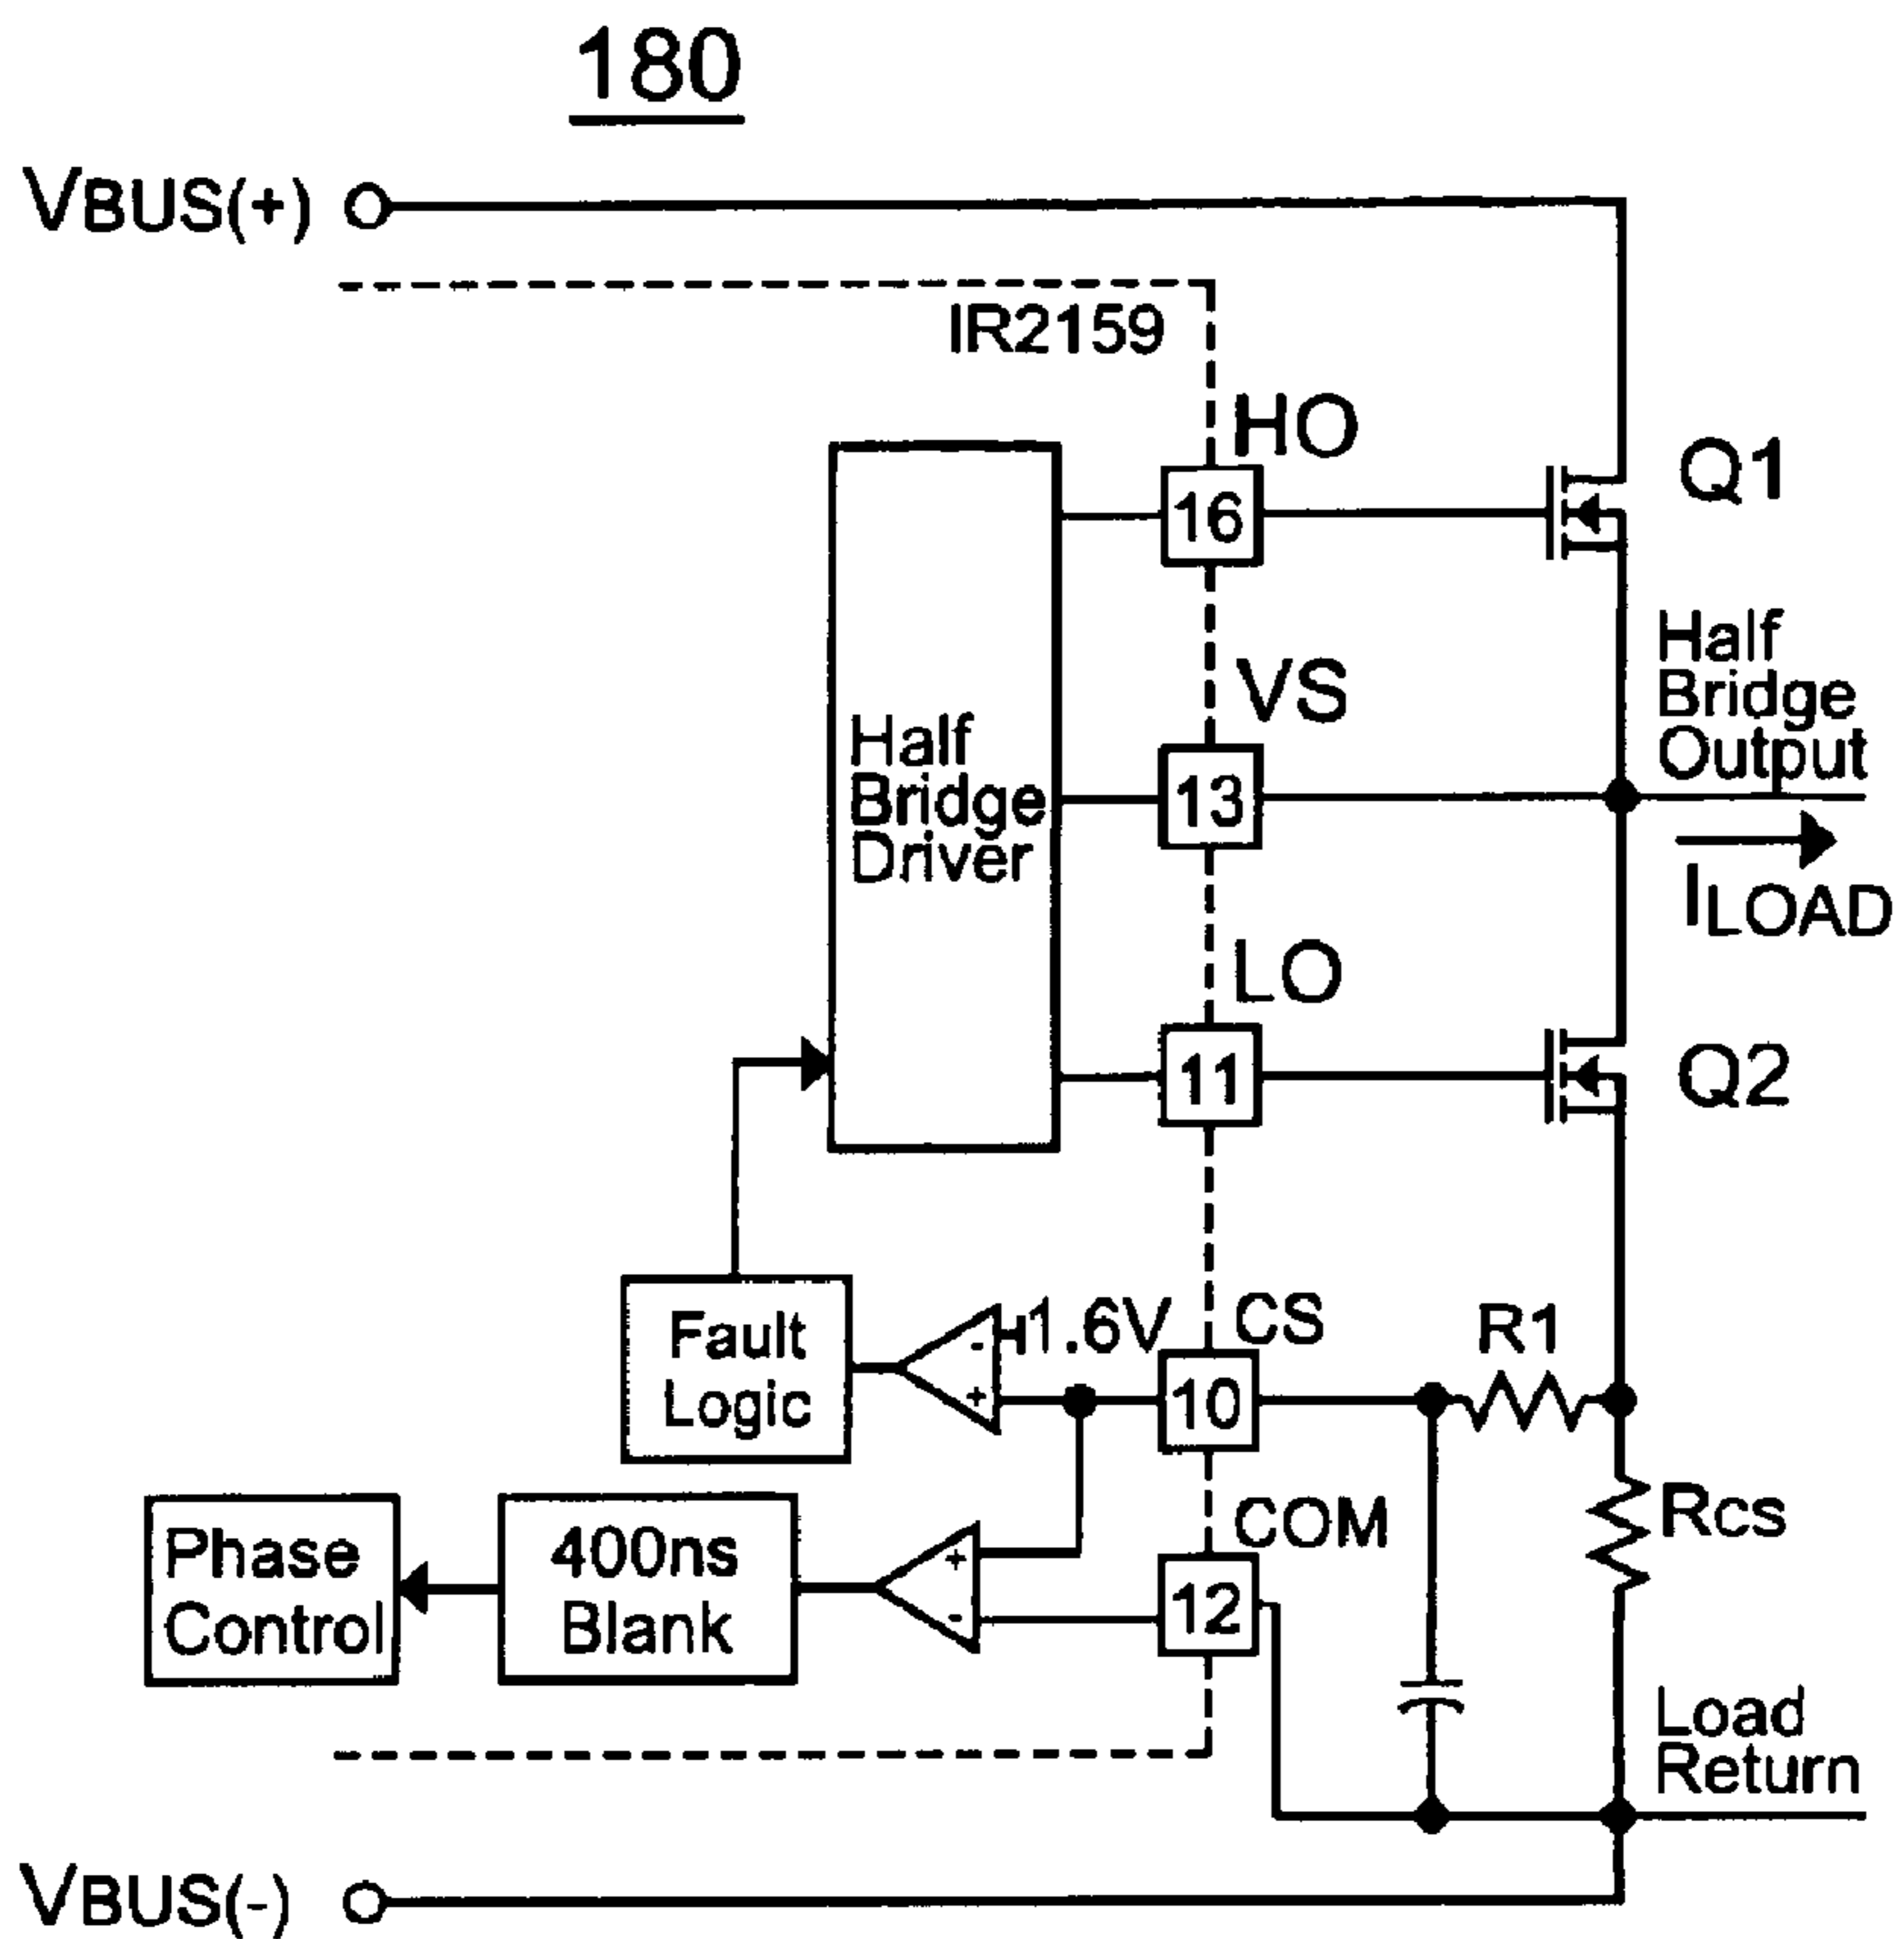 180
VBUS(+)
IR2159
HO
16
Q1
Half
Bridge
Output
VS
13
Half
Bridge
Driver
ILOAD
LO
11
Q2
Fault
Logic
-
+
1.6V
CS
10
R1
Phase
Control
400ns
Blank
+
-
COM
12
RCS
Load
Return
VBUS(-)